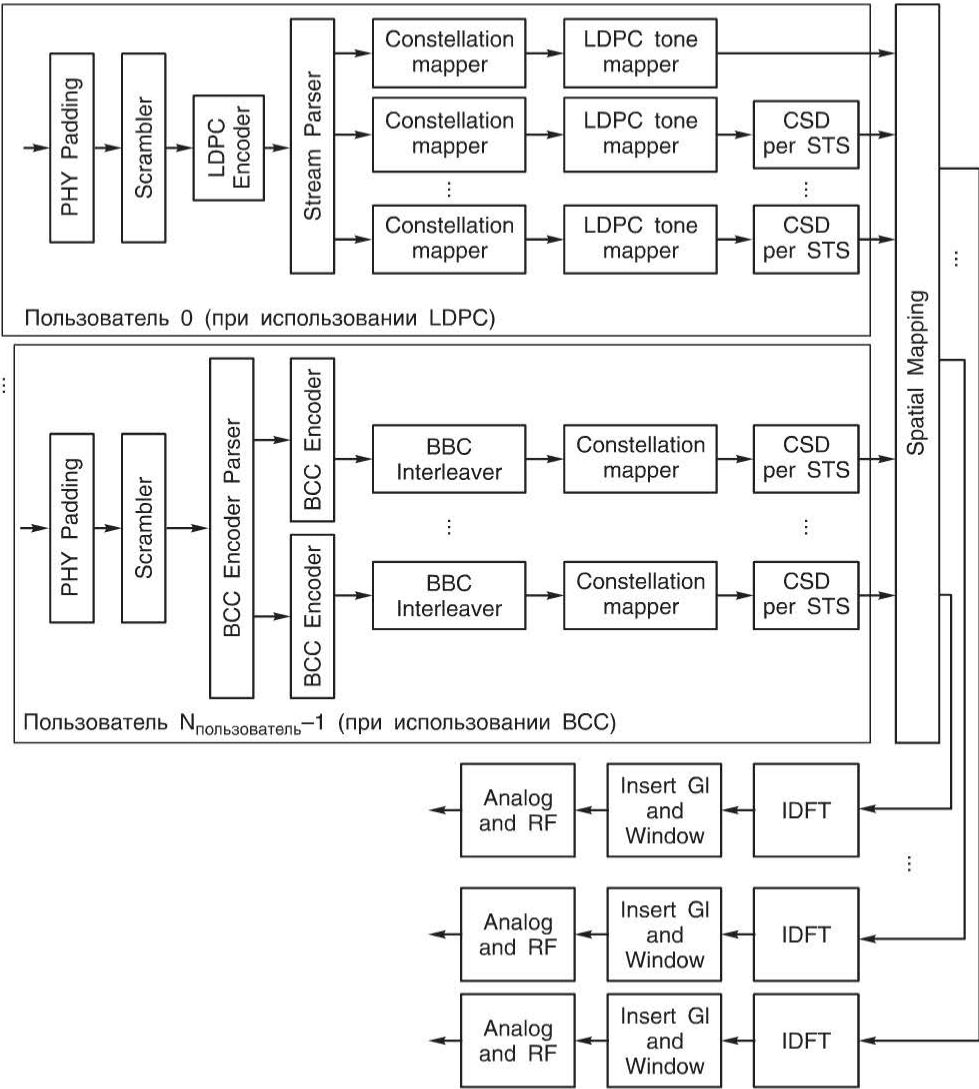 PHY Padding
Scrambler
LDPC
Encoder
Stream Parser
Constellation
mapper
LDPC tone
mapper
Constellation
mapper
LDPC tone
mapper
CSD
per STS
...
...
Constellation
mapper
LDPC tone
mapper
CSD
per STS
Пользователь 0 (при использовании LDPC)
...
PHY Padding
Scrambler
BCC Encoder Parser
BCC Encoder
BBC
Interleaver
Constellation
mapper
CSD
per STS
...
...
BCC Encoder
BBC
Interleaver
Constellation
mapper
CSD
per STS
Пользователь Nпользователь–1 (при использовании BCC)
Spatial Mapping
...
Analog
and RF
Insert GI
and
Window
IDFT
...
Analog
and RF
Insert GI
and
Window
IDFT
Analog
and RF
Insert GI
and
Window
IDFT